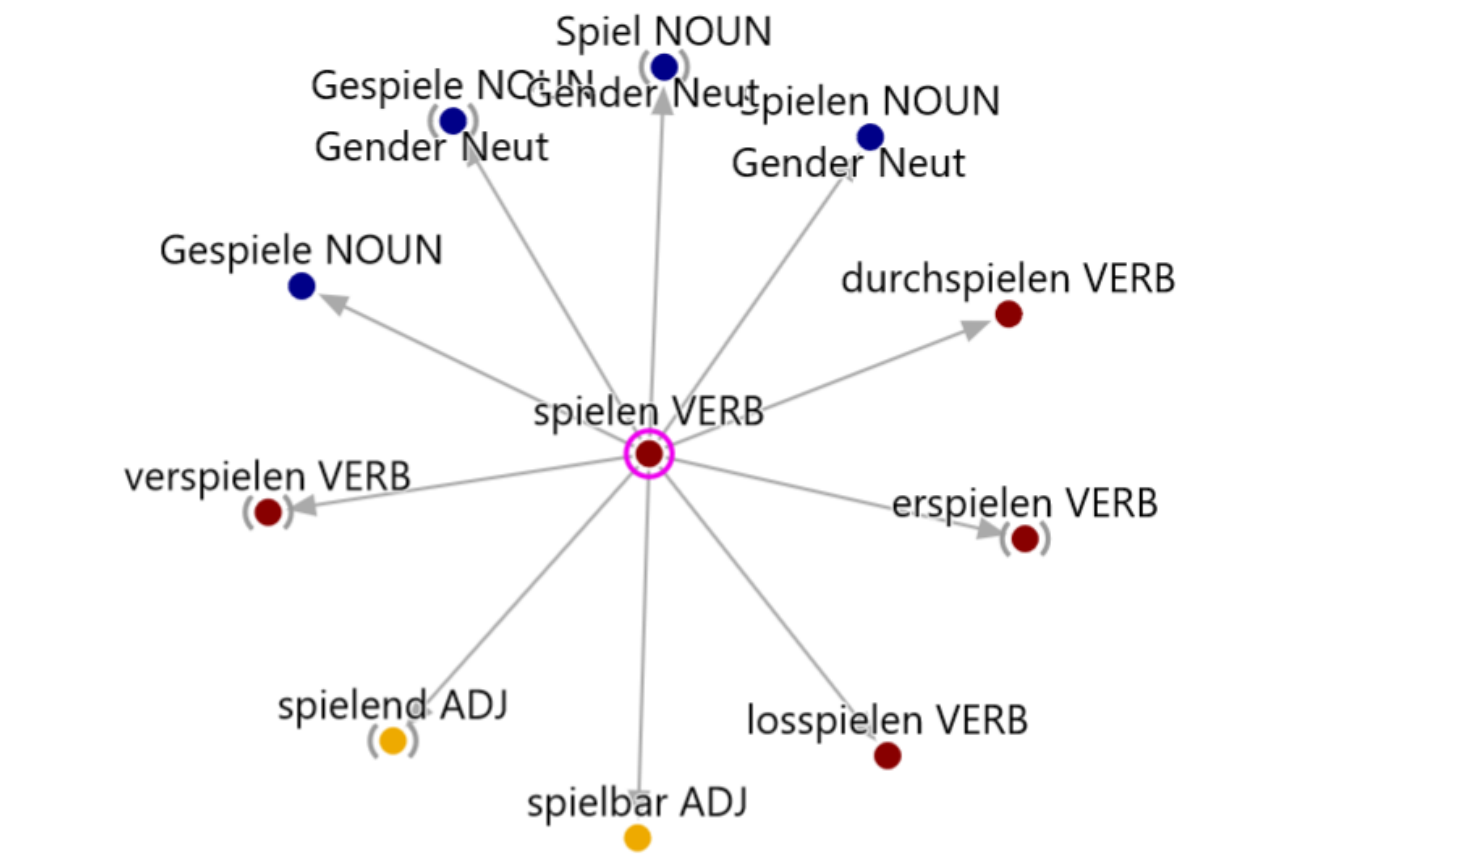 Spiel NOUN
Gender Neut
Gespiele NOUN
Gender Neut
Spielen NOUN
Gender Neut
Gespiele NOUN
durchspielen VERB
spielen VERB
verspielen VERB
erspielen VERB
spielend ADJ
losspielen VERB
spielbar ADJ